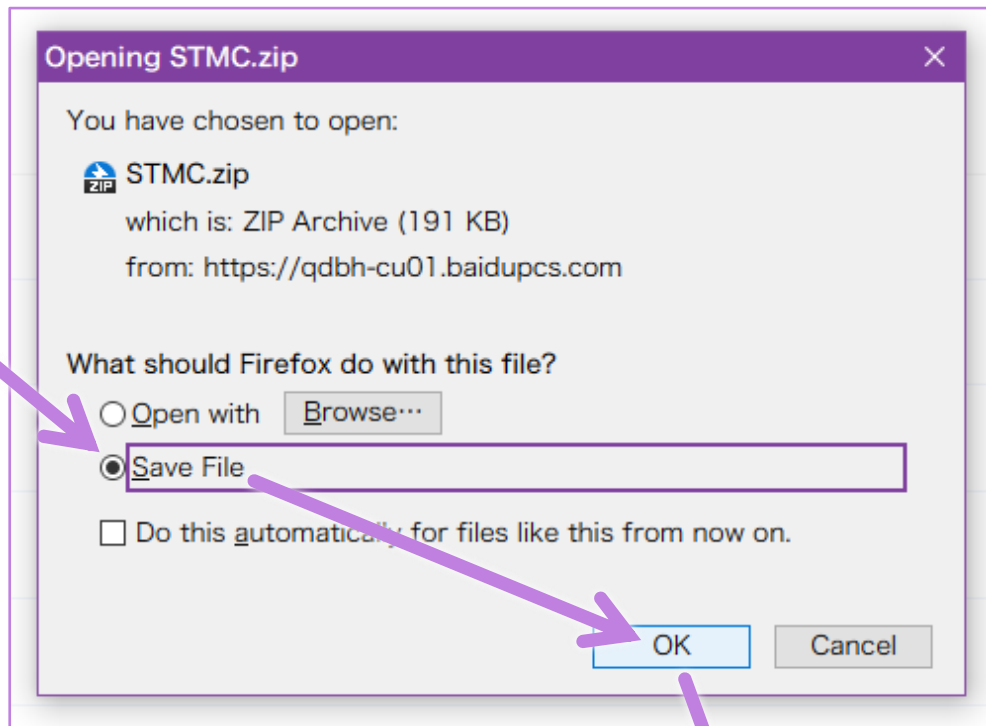 Opening STMC.zip
You have chosen to open:
ZIP
STMC.zip
which is: ZIP Archive (191 KB)
from: https://qdbh-cu01.baidupcs.com
What should Firefox do with this file?
Open with Browse…
Save File
Do this automatically for files like this from now on.
OK Cancel